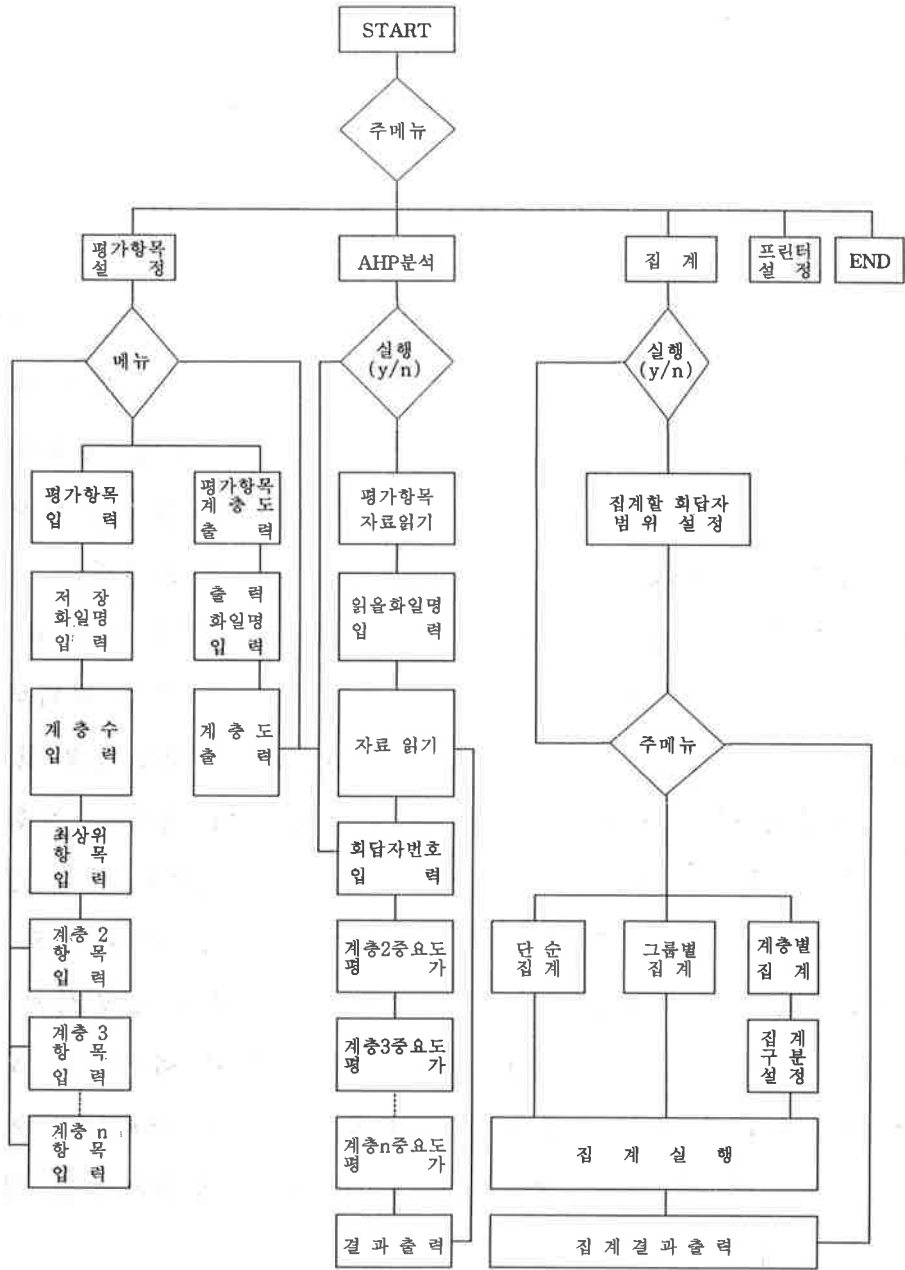 START
주메뉴
평가항목
설 정
AHP분석
집 계
프린터
설 정
END
메뉴
실행
(y/n)
실행
(y/n)
평가항목
입 력
평가항목
계 층 도
출 력
평가항목
자료읽기
집계할 회답자
범 위 설 정
저 장
화일명
입 력
출 력
화일명
입 력
읽을화일명
입 력
계 층 수
입 력
계 층 도
출 력
자료 읽기
주메뉴
최상위
항 목
입 력
회답자번호
입 력
계층 2
항 목
입 력
계층2중요도
평 가
단 순
집 계
그룹별
집 계
계층별
집 계
계층 3
항 목
입 력
계층3중요도
평 가
집 계
구 분
설 정
계층 n
항 목
입 력
계층n중요도
평 가
집 계 실 행
결 과 출 력
집 계 결 과 출 력